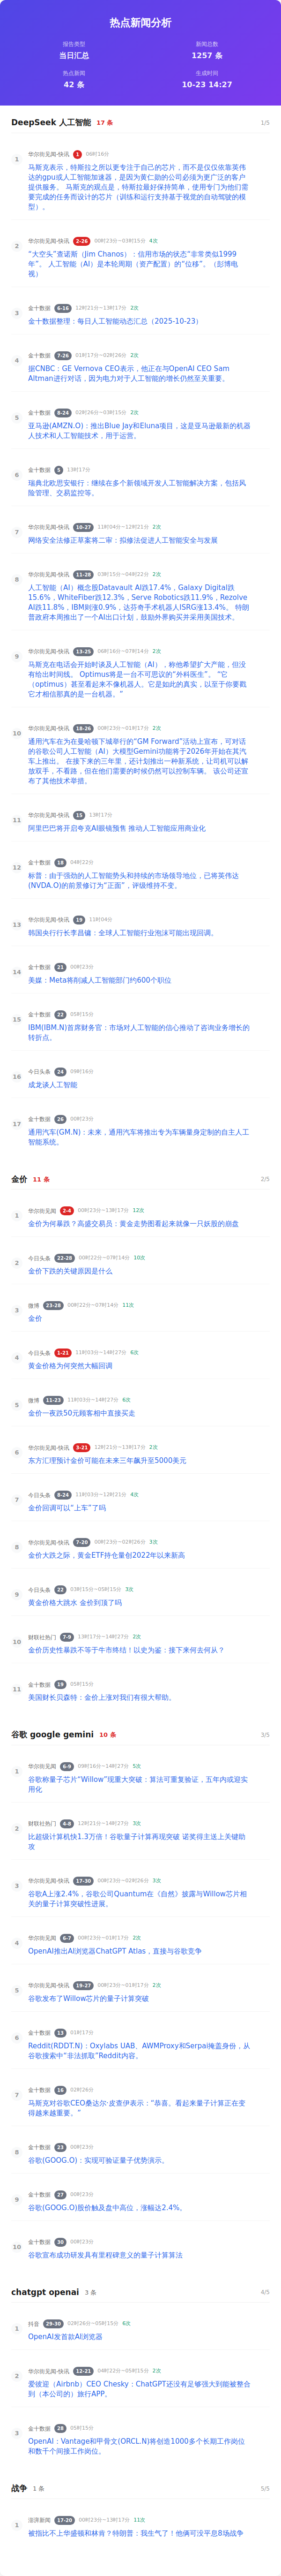 热点新闻分析
报告类型
当日汇总
新闻总数
1257 条
热点新闻
42 条
生成时间
10-23 14:27
DeepSeek 人工智能 17 条 1/5
1
华尔街见闻-快讯 1 06时16分
马斯克表示，特斯拉之所以更专注于自己的芯片，而不是仅仅依靠英伟
达的gpu或人工智能加速器，是因为黄仁勋的公司必须为更广泛的客户
提供服务。 马斯克的观点是，特斯拉最好保持简单，使用专门为他们需
要完成的任务而设计的芯片（训练和运行支持基于视觉的自动驾驶的模
型）。
2
华尔街见闻-快讯 2-26 00时23分~03时15分 4次
“大空头”查诺斯（Jim Chanos）：信用市场的状态“非常类似1999
年”。 人工智能（AI）是本轮周期（资产配置）的“位移”。（彭博电
视）
3
金十数据 6-16 12时21分~13时17分 2次
金十数据整理：每日人工智能动态汇总（2025-10-23）
4
金十数据 7-26 01时17分~02时26分 2次
据CNBC：GE Vernova CEO表示，他正在与OpenAI CEO Sam
Altman进行对话，因为电力对于人工智能的增长仍然至关重要。
5
金十数据 8-24 02时26分~03时15分 2次
亚马逊(AMZN.O)：推出Blue Jay和Eluna项目，这是亚马逊最新的机器
人技术和人工智能技术，用于运营。
6
金十数据 5 13时17分
瑞典北欧思安银行：继续在多个新领域开发人工智能解决方案，包括风
险管理、交易监控等。
7
华尔街见闻-快讯 10-27 11时04分~12时21分 2次
网络安全法修正草案将二审：拟修法促进人工智能安全与发展
8
华尔街见闻-快讯 11-28 03时15分~04时22分 2次
人工智能（AI）概念股Datavault AI跌17.4%，Galaxy Digital跌
15.6%，WhiteFiber跌12.3%，Serve Robotics跌11.9%，Rezolve
AI跌11.8%，IBM则涨0.9%，达芬奇手术机器人ISRG涨13.4%。 特朗
普政府本周推出了一个AI出口计划，鼓励外界购买并采用美国技术。
9
华尔街见闻-快讯 13-25 06时16分~07时14分 2次
马斯克在电话会开始时谈及人工智能（AI），称他希望扩大产能，但没
有给出时间线。 Optimus将是一台不可思议的“外科医生”。 “它
（optimus）甚至看起来不像机器人。它是如此的真实，以至于你要戳
它才相信那真的是一台机器。”
10
华尔街见闻-快讯 18-26 00时23分~01时17分 2次
通用汽车在为在曼哈顿下城举行的“GM Forward”活动上宣布，可对话
的谷歌公司人工智能（AI）大模型Gemini功能将于2026年开始在其汽
车上推出。 在接下来的三年里，还计划推出一种新系统，让司机可以解
放双手，不看路，但在他们需要的时候仍然可以控制车辆。 该公司还宣
布了其他技术举措。
11
华尔街见闻-快讯 15 13时17分
阿里巴巴将开启夸克AI眼镜预售 推动人工智能应用商业化
12
金十数据 18 04时22分
标普：由于强劲的人工智能势头和持续的市场领导地位，已将英伟达
(NVDA.O)的前景修订为“正面”，评级维持不变。
13
华尔街见闻-快讯 19 11时04分
韩国央行行长李昌镛：全球人工智能行业泡沫可能出现回调。
14
金十数据 21 00时23分
美媒：Meta将削减人工智能部门约600个职位
15
金十数据 22 05时15分
IBM(IBM.N)首席财务官：市场对人工智能的信心推动了咨询业务增长的
转折点。
16
今日头条 24 09时16分
成龙谈人工智能
17
金十数据 26 00时23分
通用汽车(GM.N)：未来，通用汽车将推出专为车辆量身定制的自主人工
智能系统。
金价 11 条 2/5
1
华尔街见闻 2-4 00时23分~13时17分 12次
金价为何暴跌？高盛交易员：黄金走势图看起来就像一只妖股的崩盘
2
今日头条 22-28 00时22分~07时14分 10次
金价下跌的关键原因是什么
3
微博 23-28 00时22分~07时14分 11次
金价
4
今日头条 1-21 11时03分~14时27分 6次
黄金价格为何突然大幅回调
5
微博 11-23 11时03分~14时27分 6次
金价一夜跌50元顾客相中直接买走
6
华尔街见闻-快讯 3-21 12时21分~13时17分 2次
东方汇理预计金价可能在未来三年飙升至5000美元
7
今日头条 8-24 11时03分~12时21分 4次
金价回调可以“上车”了吗
8
华尔街见闻-快讯 7-20 00时23分~02时26分 3次
金价大跌之际，黄金ETF持仓量创2022年以来新高
9
今日头条 22 03时15分~05时15分 3次
黄金价格大跳水 金价到顶了吗
10
财联社热门 7-9 13时17分~14时27分 2次
金价历史性暴跌不等于牛市终结！以史为鉴：接下来何去何从？
11
金十数据 19 05时15分
美国财长贝森特：金价上涨对我们有很大帮助。
谷歌 google gemini 10 条 3/5
1
华尔街见闻 6-9 09时16分~14时27分 5次
谷歌称量子芯片“Willow”现重大突破：算法可重复验证，五年内或迎实
用化
2
财联社热门 4-8 12时21分~14时27分 3次
比超级计算机快1.3万倍！谷歌量子计算再现突破 诺奖得主送上关键助
攻
3
华尔街见闻-快讯 17-30 00时23分~02时26分 3次
谷歌A上涨2.4%，谷歌公司Quantum在《自然》披露与Willow芯片相
关的量子计算突破性进展。
4
华尔街见闻 6-7 00时23分~01时17分 2次
OpenAI推出AI浏览器ChatGPT Atlas，直接与谷歌竞争
5
华尔街见闻-快讯 19-27 00时23分~01时17分 2次
谷歌发布了Willow芯片的量子计算突破
6
金十数据 13 01时17分
Reddit(RDDT.N)：Oxylabs UAB、AWMProxy和Serpai掩盖身份，从
谷歌搜索中“非法抓取”Reddit内容。
7
金十数据 16 02时26分
马斯克对谷歌CEO桑达尔·皮查伊表示：“恭喜。看起来量子计算正在变
得越来越重要。”
8
金十数据 23 00时23分
谷歌(GOOG.O)：实现可验证量子优势演示。
9
金十数据 27 00时23分
谷歌(GOOG.O)股价触及盘中高位，涨幅达2.4%。
10
金十数据 30 00时23分
谷歌宣布成功研发具有里程碑意义的量子计算算法
chatgpt openai 3 条 4/5
1
抖音 29-30 02时26分~05时15分 6次
OpenAI发首款AI浏览器
2
华尔街见闻-快讯 12-21 04时22分~05时15分 2次
爱彼迎（Airbnb）CEO Chesky：ChatGPT还没有足够强大到能被整合
到（本公司的）旅行APP。
3
金十数据 28 05时15分
OpenAI：Vantage和甲骨文(ORCL.N)将创造1000多个长期工作岗位
和数千个间接工作岗位。
战争 1 条 5/5
1
澎湃新闻 17-20 00时23分~13时17分 11次
被指比不上华盛顿和林肯？特朗普：我生气了！他俩可没平息8场战争